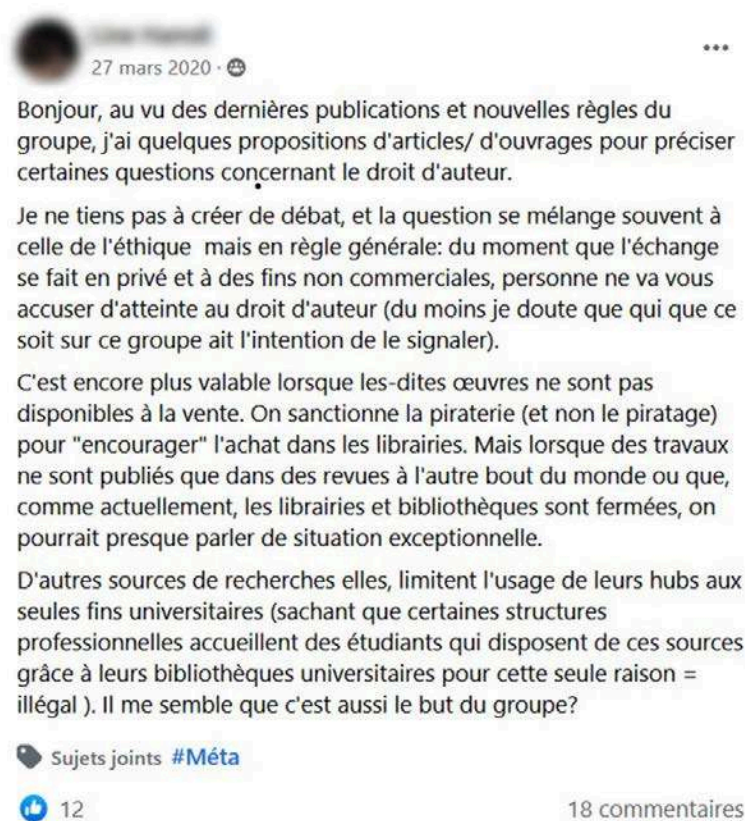 27 mars 2020 ·
Bonjour, au vu des dernières publications et nouvelles règles du
groupe, j'ai quelques propositions d'articles/ d'ouvrages pour préciser
certaines questions concernant le droit d'auteur.
Je ne tiens pas à créer de débat, et la question se mélange souvent à
celle de l'éthique  mais en règle générale: du moment que l'échange
se fait en privé et à des fins non commerciales, personne ne va vous
accuser d'atteinte au droit d'auteur (du moins je doute que qui que ce
soit sur ce groupe ait l'intention de le signaler).
C'est encore plus valable lorsque les-dites œuvres ne sont pas
disponibles à la vente. On sanctionne la piraterie (et non le piratage)
pour "encourager" l'achat dans les librairies. Mais lorsque des travaux
ne sont publiés que dans des revues à l'autre bout du monde ou que,
comme actuellement, les librairies et bibliothèques sont fermées, on
pourrait presque parler de situation exceptionnelle.
D'autres sources de recherches elles, limitent l'usage de leurs hubs aux
seules fins universitaires (sachant que certaines structures
professionnelles accueillent des étudiants qui disposent de ces sources
grâce à leurs bibliothèques universitaires pour cette seule raison =
illégal ). Il me semble que c'est aussi le but du groupe?
Sujets joints #Méta
12 18 commentaires